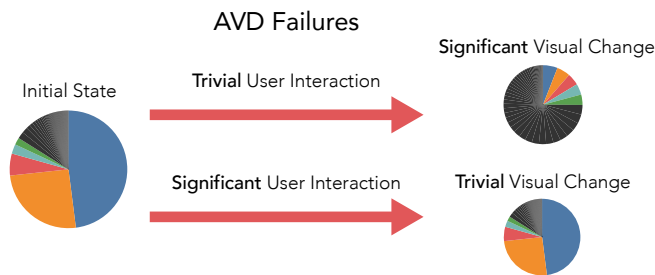 AVD Failures
Initial State
Trivial User Interaction
Significant Visual Change
Significant User Interaction
Trivial Visual Change